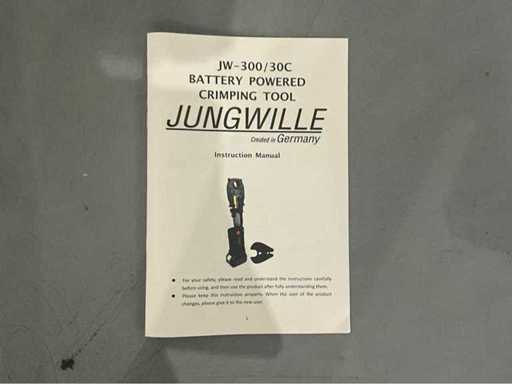 JW-300/30C
BATTERY POWERED
CRIMPING TOOL
JUNGWILLE
Created in Germany
Instruction Manual
● For your safety, please read and understand the instructions carefully
before using, and then use the product after fully understanding them.
● Please keep this instruction properly. When the user of the product
changes, please give it to the new user.
1